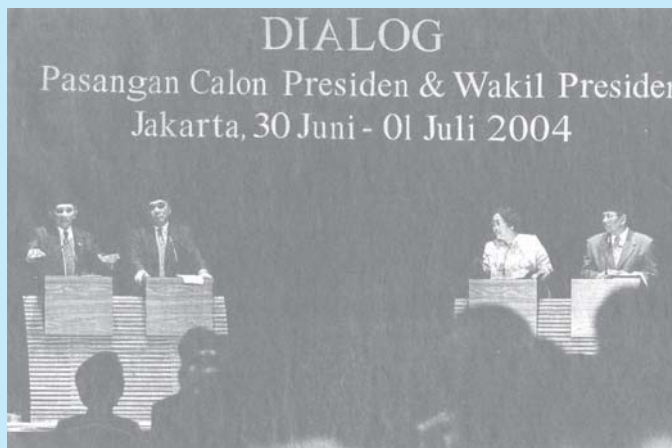 DIALOG
Pasangan Calon Presiden & Wakil Presiden
Jakarta, 30 Juni - 01 Juli 2004